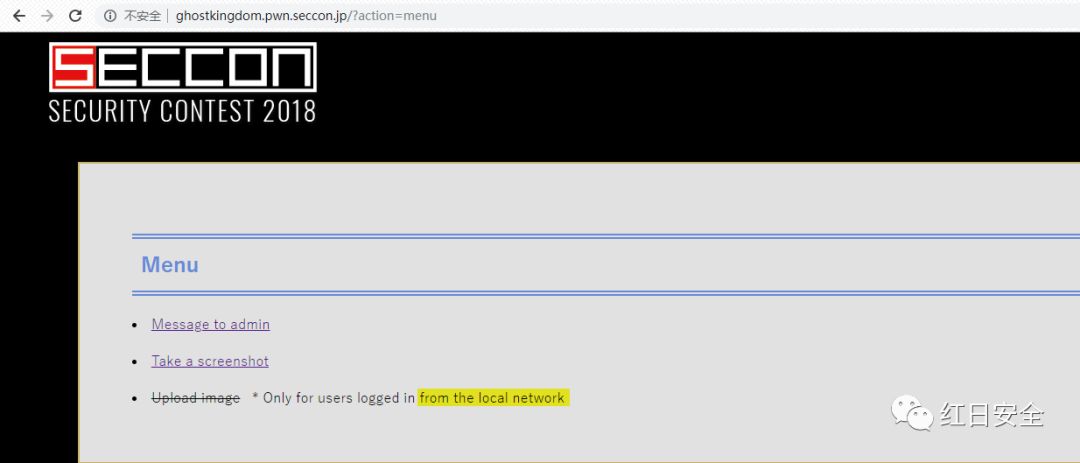 不安全 | ghostkingdom.pwn.seccon.jp/?action=menu
SECCON
SECURITY CONTEST 2018
Menu
Message to admin
Take a screenshot
Upload image * Only for users logged in from the local network
红日安全